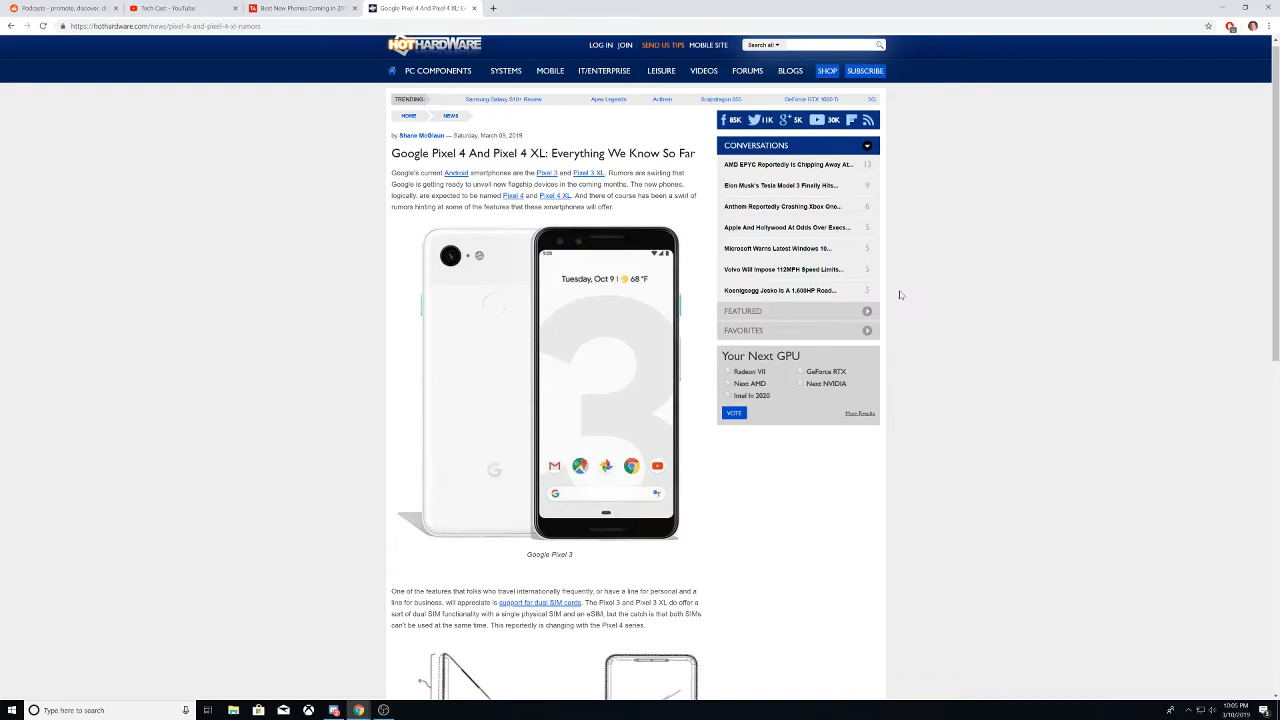 Podcasts - promote, discover, di
Tech Cast - YouTube
Best New Phones Coming in 201
Google Pixel 4 And Pixel 4 XL: E
https://hothardware.com/news/pixel-4-and-pixel-4-xl-rumors
HOTHARDWARE
LOG IN JOIN SEND US TIPS MOBILE SITE
Search all
PC COMPONENTS SYSTEMS MOBILE IT/ENTERPRISE LEISURE VIDEOS FORUMS BLOGS SHOP SUBSCRIBE
TRENDING: Samsung Galaxy S10+ Review Apex Legends Anthem Snapdragon 850 GeForce GTX 1660 Ti 5G
HOME NEWS
by Shane McGlaun — Saturday, March 09, 2019
Google Pixel 4 And Pixel 4 XL: Everything We Know So Far
Google's current Android smartphones are the Pixel 3 and Pixel 3 XL. Rumors are swirling that
Google is getting ready to unveil new flagship devices in the coming months. The new phones,
logically, are expected to be named Pixel 4 and Pixel 4 XL. And there of course has been a swirl of
rumors hinting at some of the features that these smartphones will offer.
9:00
Tuesday, Oct 9 | 68 °F
Google Pixel 3
One of the features that folks who travel internationally frequently, or have a line for personal and a
line for business, will appreciate is support for dual SIM cards. The Pixel 3 and Pixel 3 XL do offer a
sort of dual SIM functionality with a single physical SIM and an eSIM, but the catch is that both SIMs
can't be used at the same time. This reportedly is changing with the Pixel 4 series.
85K 11K 5K 30K
CONVERSATIONS
AMD EPYC Reportedly Is Chipping Away At... 12
Elon Musk's Tesla Model 3 Finally Hits... 9
Anthem Reportedly Crashing Xbox One... 6
Apple And Hollywood At Odds Over Execs... 5
Microsoft Warns Latest Windows 10... 5
Volvo Will Impose 112MPH Speed Limits... 5
Koenigsegg Jesko Is A 1,600HP Road... 5
FEATURED
FAVORITES
Your Next GPU
Radeon VII GeForce RTX
Next AMD Next NVIDIA
Intel In 2020
VOTE More Results
Type here to search
10:05 PM
3/10/2019